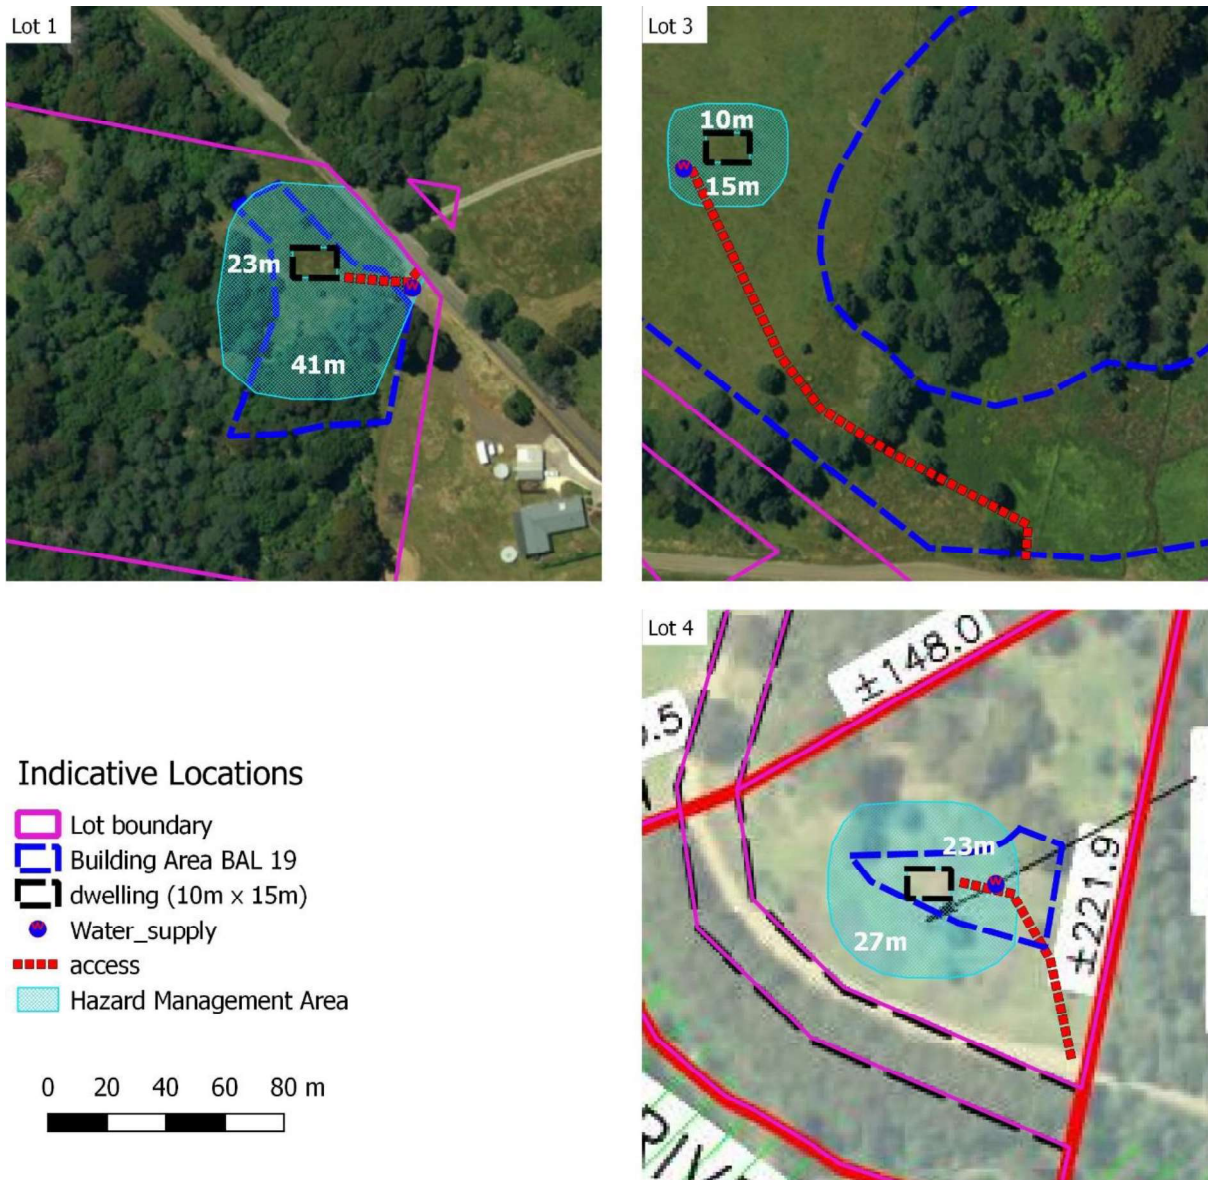 Lot 1
23m
41m
Lot 3
10m
15m
Lot 4
±148.0
.5
23m
27m
±221.9
Indicative Locations
Lot boundary
Building Area BAL 19
dwelling (10m x 15m)
W Water_supply
access
Hazard Management Area
0 20 40 60 80 m